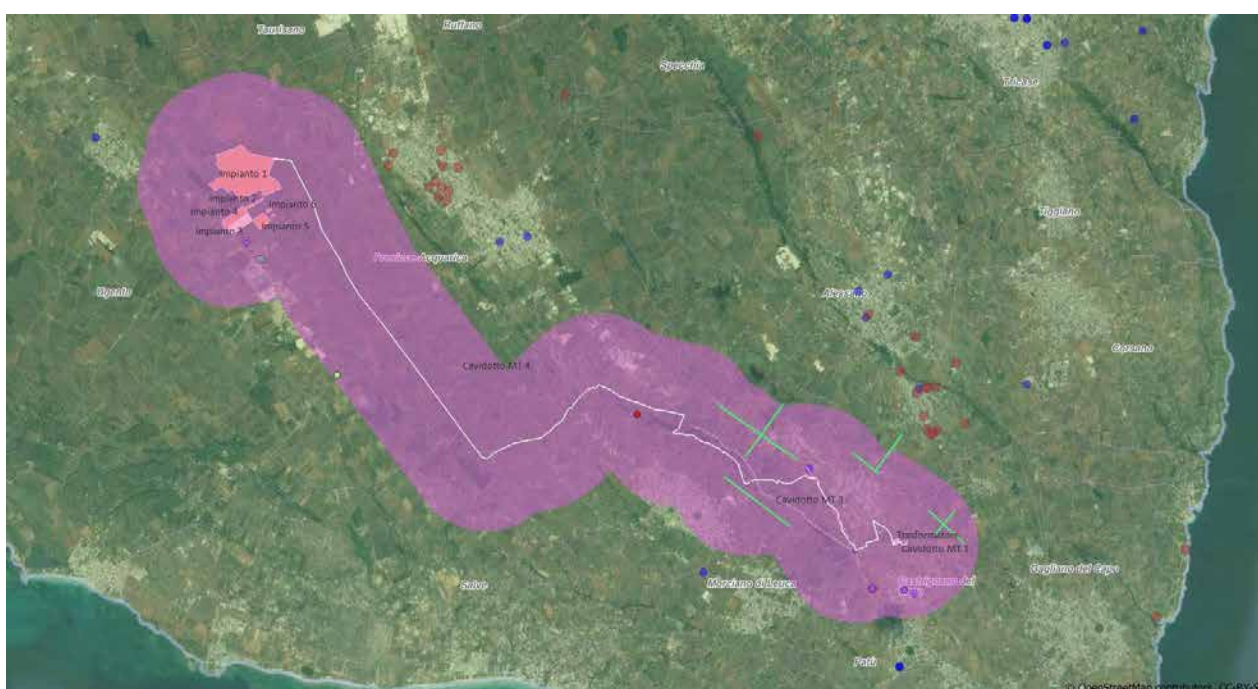 Taurisano
Ruffano
Specchia
Tricase
Impianto 1
Impianto 2
Impianto 6
Impianto 4
Impianto 5
Impianto 3
Tiggiano
Presicce-Acquarica
Ugento
Alessano
Corsano
Cavidotto MT 4
Cavidotto MT 3
Trasformatore
Cavidotto MT 1
Gagliano del Capo
Salve
Morciano di Leuca
Castrignano del
Patù
© OpenStreetMap contributors, CC-BY-